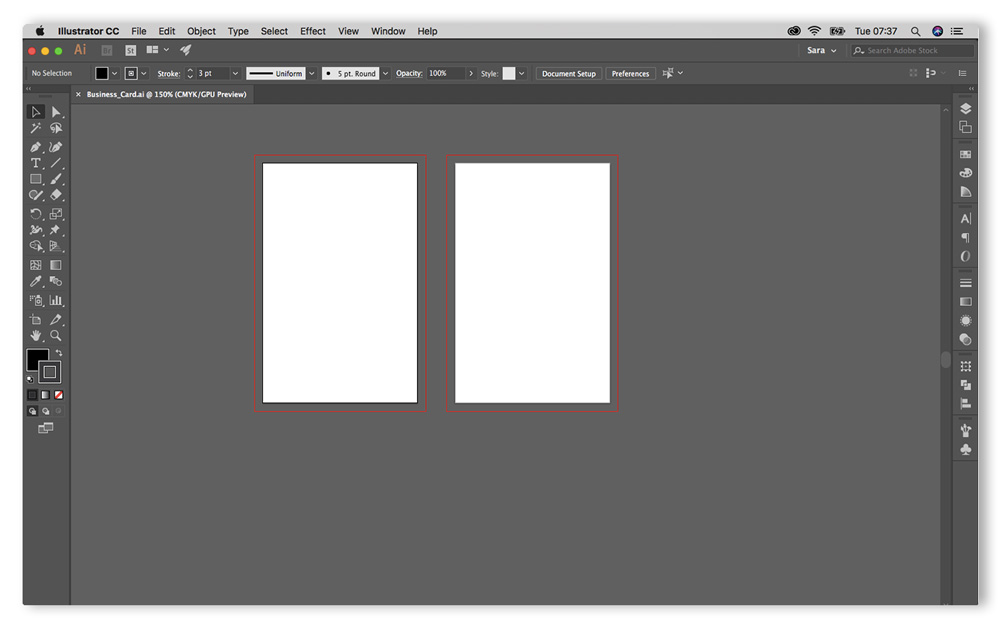 Illustrator CC File Edit Object Type Select Effect View Window Help Tue 07:37
Ai Br St Sara Search Adobe Stock
No Selection Stroke: 3 pt Uniform 5 pt. Round Opacity: 100% Style: Document Setup Preferences
× Business_Card.ai @ 150% (CMYK/GPU Preview)